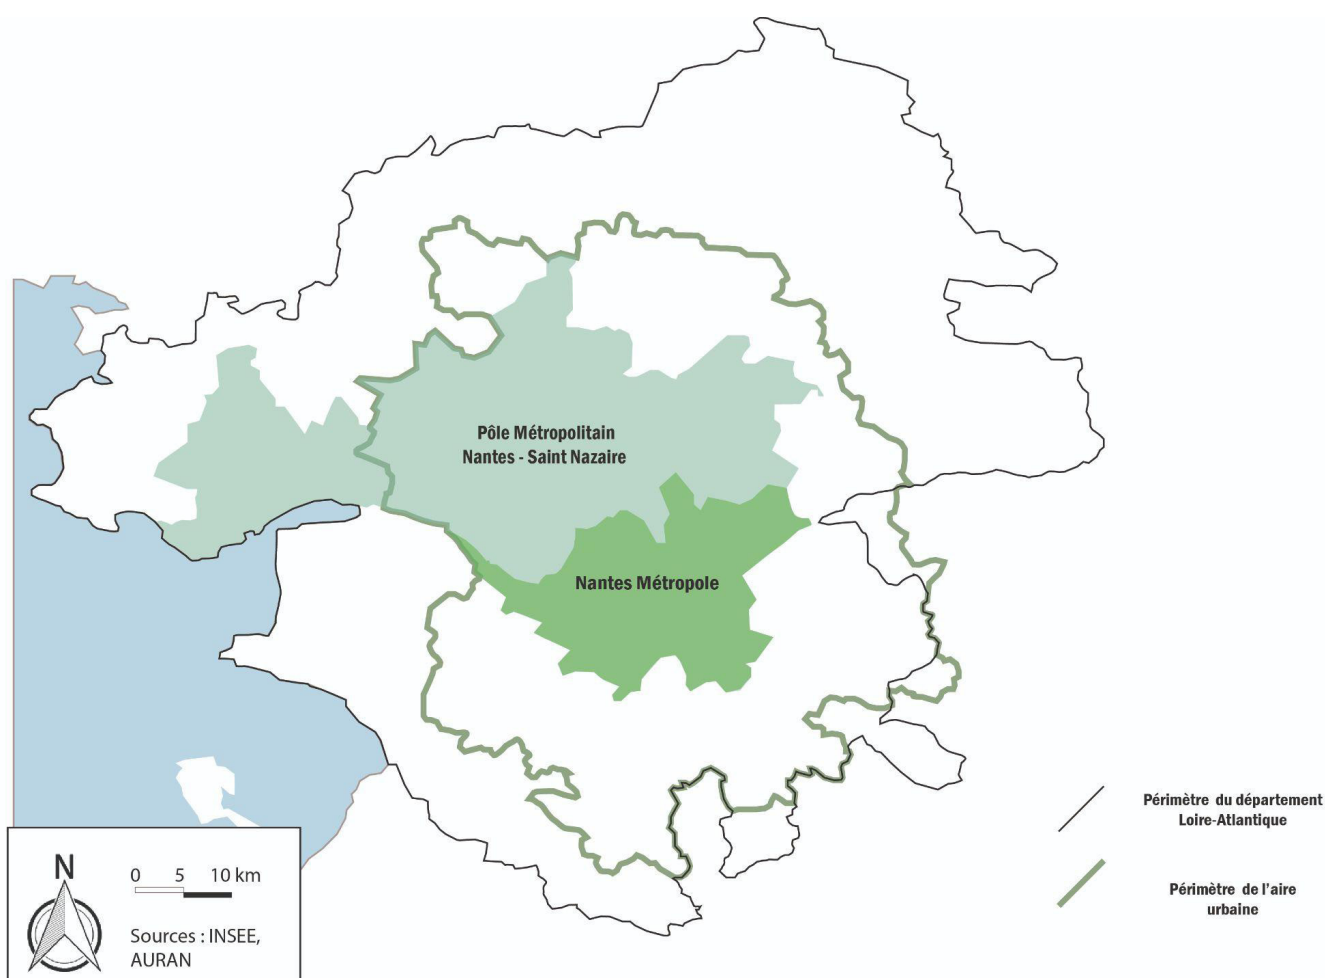 Pôle Métropolitain
Nantes - Saint Nazaire
Nantes Métropole
Périmètre du département
Loire-Atlantique
Périmètre de l'aire
urbaine
N
0 5 10 km
Sources : INSEE,
AURAN